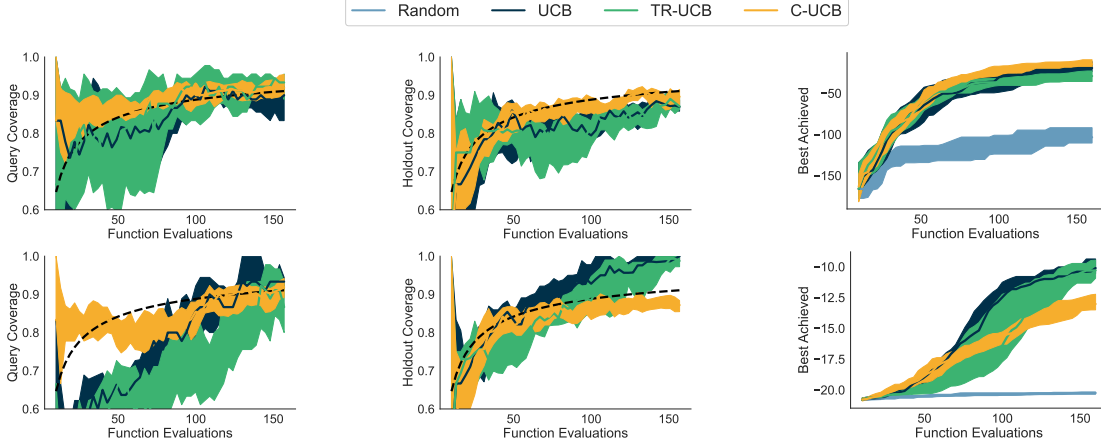 Random UCB TR-UCB C-UCB
1.0 1.0
0.9 0.9 −50
0.8 0.8 −100
0.7 0.7 −150
0.6 0.6
Query Coverage Holdout Coverage Best Achieved
50 100 150 50 100 150 50 100 150
Function Evaluations Function Evaluations Function Evaluations
1.0 1.0 −10.0
0.9 0.9 −12.5
0.8 0.8 −15.0
0.7 0.7 −17.5
0.6 0.6 −20.0
Query Coverage Holdout Coverage Best Achieved
50 100 150 50 100 150 50 100 150
Function Evaluations Function Evaluations Function Evaluations